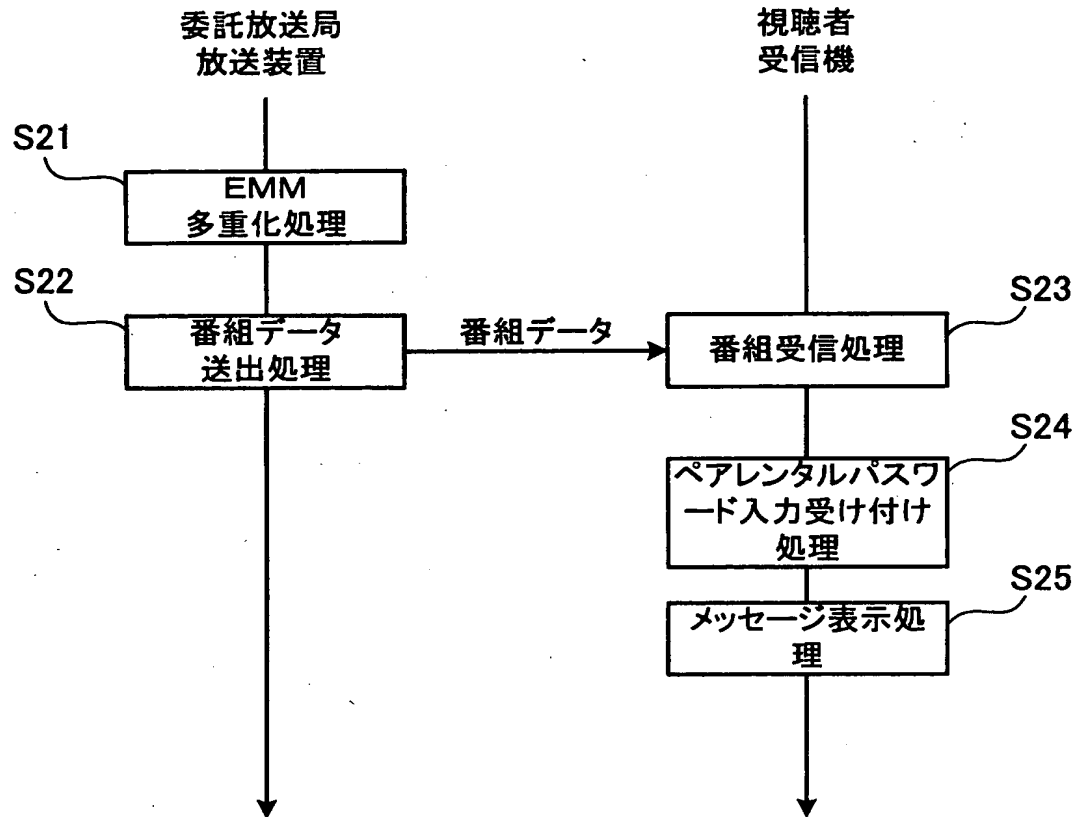 委託放送局
放送装置
視聴者
受信機
S21
EMM
多重化処理
S22
番組データ
送出処理
番組データ
S23
番組受信処理
S24
ペアレンタルパスワ
ード入力受け付け
処理
S25
メッセージ表示処
理